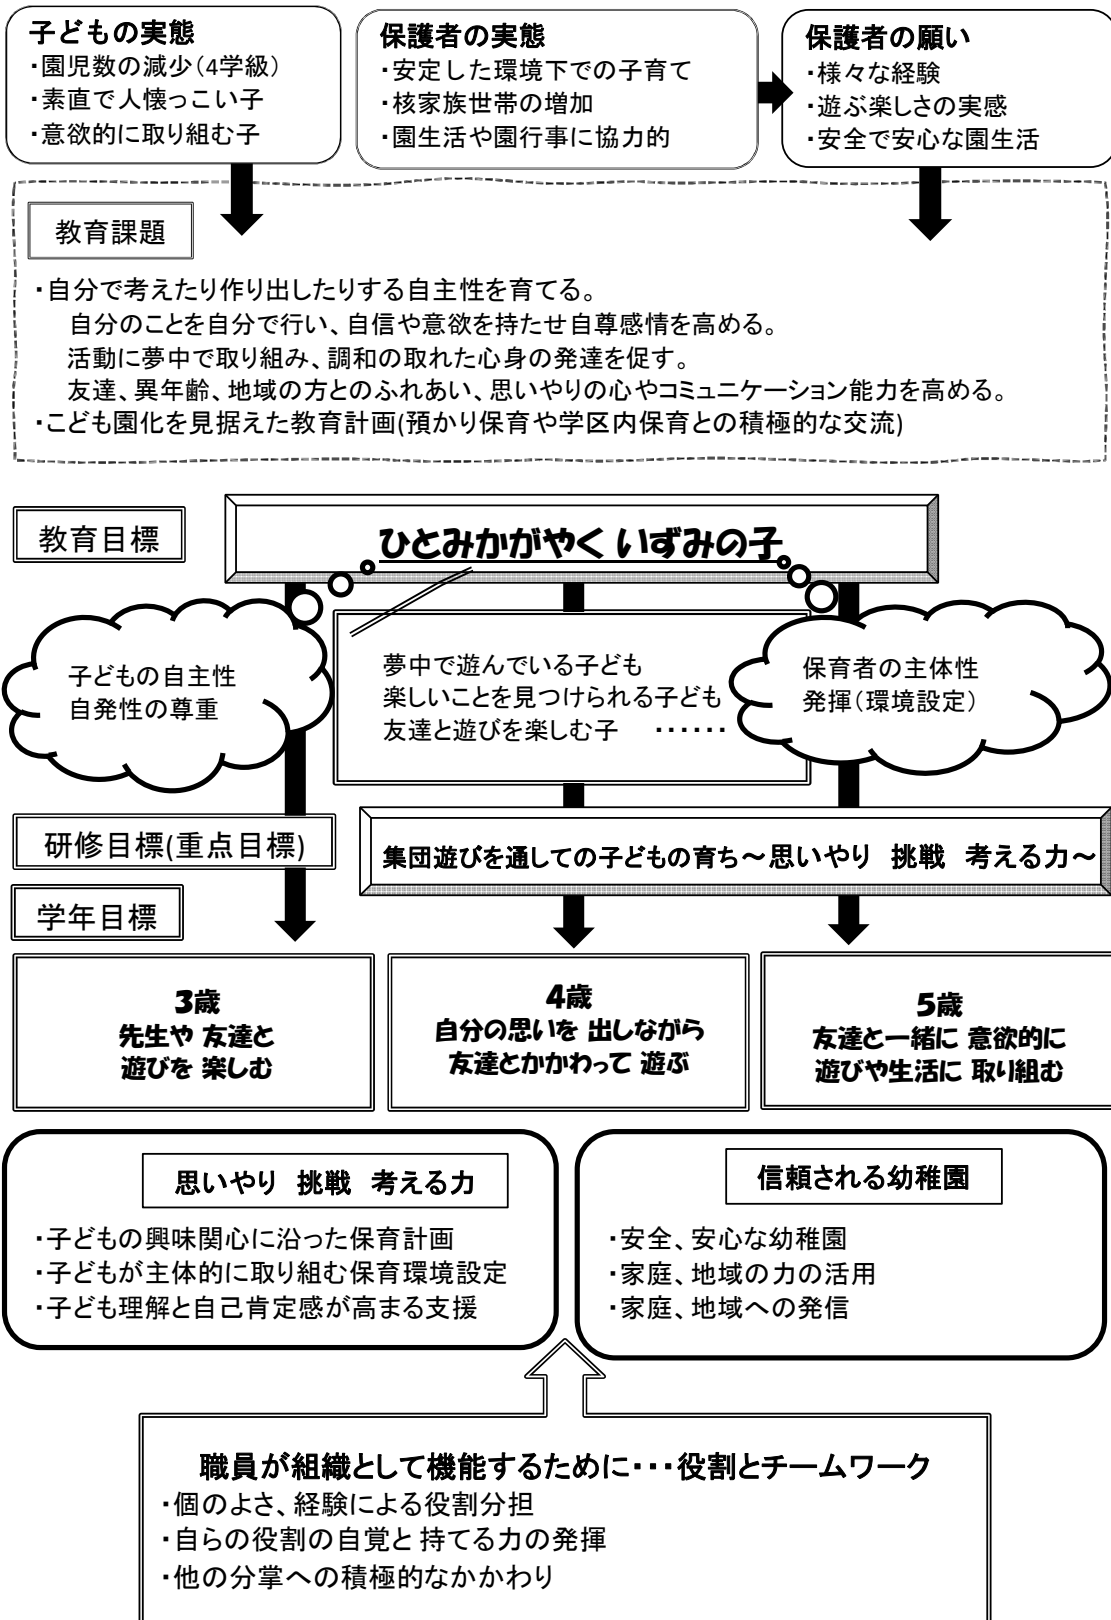 子どもの実態
・園児数の減少(4学級)
・素直で人懐っこい子
・意欲的に取り組む子
保護者の実態
・安定した環境下での子育て
・核家族世帯の増加
・園生活や園行事に協力的
保護者の願い
・様々な経験
・遊ぶ楽しさの実感
・安全で安心な園生活
教育課題
・自分で考えたり作り出したりする自主性を育てる。
自分のことを自分で行い、自信や意欲を持たせ自尊感情を高める。
活動に夢中で取り組み、調和の取れた心身の発達を促す。
友達、異年齢、地域の方とのふれあい、思いやりの心やコミュニケーション能力を高める。
・こども園化を見据えた教育計画(預かり保育や学区内保育との積極的な交流)
教育目標
ひとみかがやく いずみの子
子どもの自主性
自発性の尊重
夢中で遊んでいる子ども
楽しいことを見つけられる子ども
友達と遊びを楽しむ子 ‥‥‥
保育者の主体性
発揮(環境設定)
研修目標(重点目標)
集団遊びを通しての子どもの育ち~思いやり 挑戦 考える力~
学年目標
3歳
先生や 友達と
遊びを 楽しむ
4歳
自分の思いを 出しながら
友達とかかわって 遊ぶ
5歳
友達と一緒に 意欲的に
遊びや生活に 取り組む
思いやり 挑戦 考える力
・子どもの興味関心に沿った保育計画
・子どもが主体的に取り組む保育環境設定
・子ども理解と自己肯定感が高まる支援
信頼される幼稚園
・安全、安心な幼稚園
・家庭、地域の力の活用
・家庭、地域への発信
職員が組織として機能するために・・・役割とチームワーク
・個のよさ、経験による役割分担
・自らの役割の自覚と持てる力の発揮
・他の分掌への積極的なかかわり